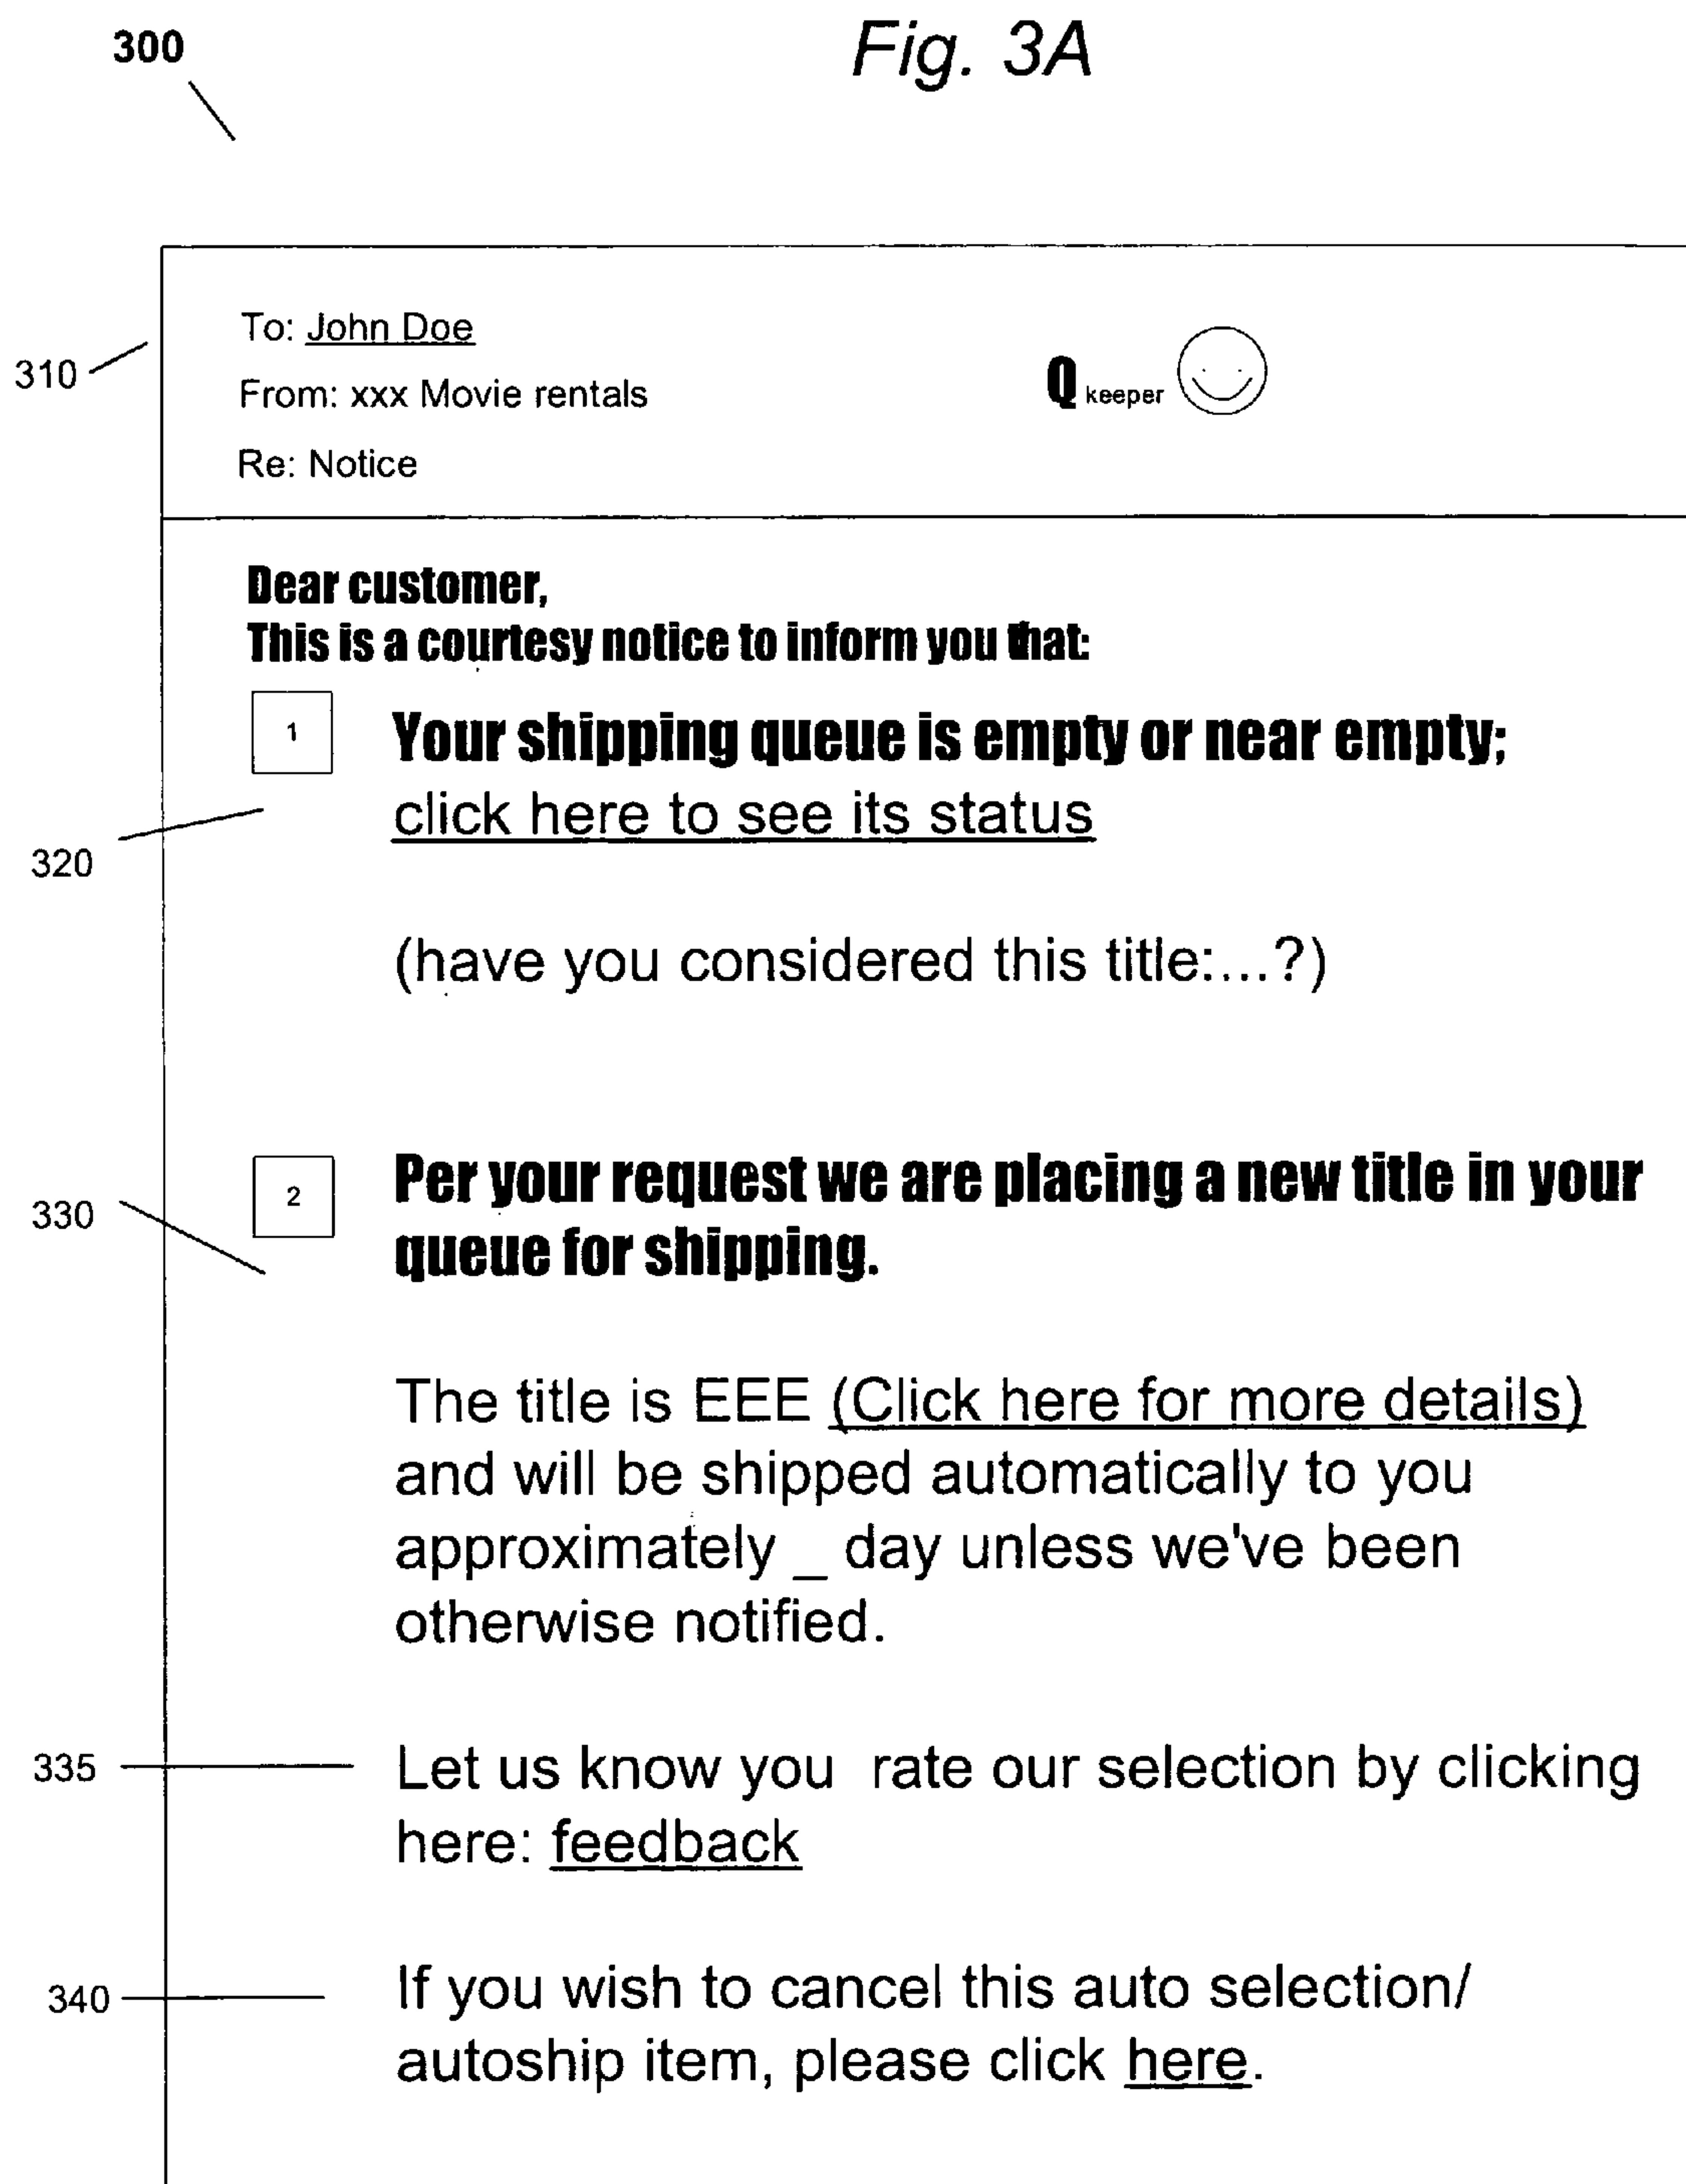 300
Fig. 3A
310
To: John Doe
From: xxx Movie rentals
Re: Notice
Q keeper
Dear customer,
This is a courtesy notice to inform you that:
1
Your shipping queue is empty or near empty;
click here to see its status
320
(have you considered this title:...?)
330
2
Per your request we are placing a new title in your
queue for shipping.
The title is EEE (Click here for more details)
and will be shipped automatically to you
approximately _ day unless we've been
otherwise notified.
335
Let us know you rate our selection by clicking
here: feedback
340
If you wish to cancel this auto selection/
autoship item, please click here.